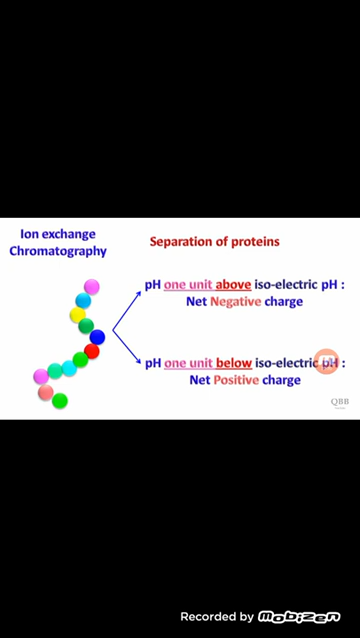 Ion exchange
Chromatography
Separation of proteins
pH one unit above iso-electric pH :
Net Negative charge
pH one unit below iso-electric pH :
Net Positive charge
QBB
Recorded by Mobizen